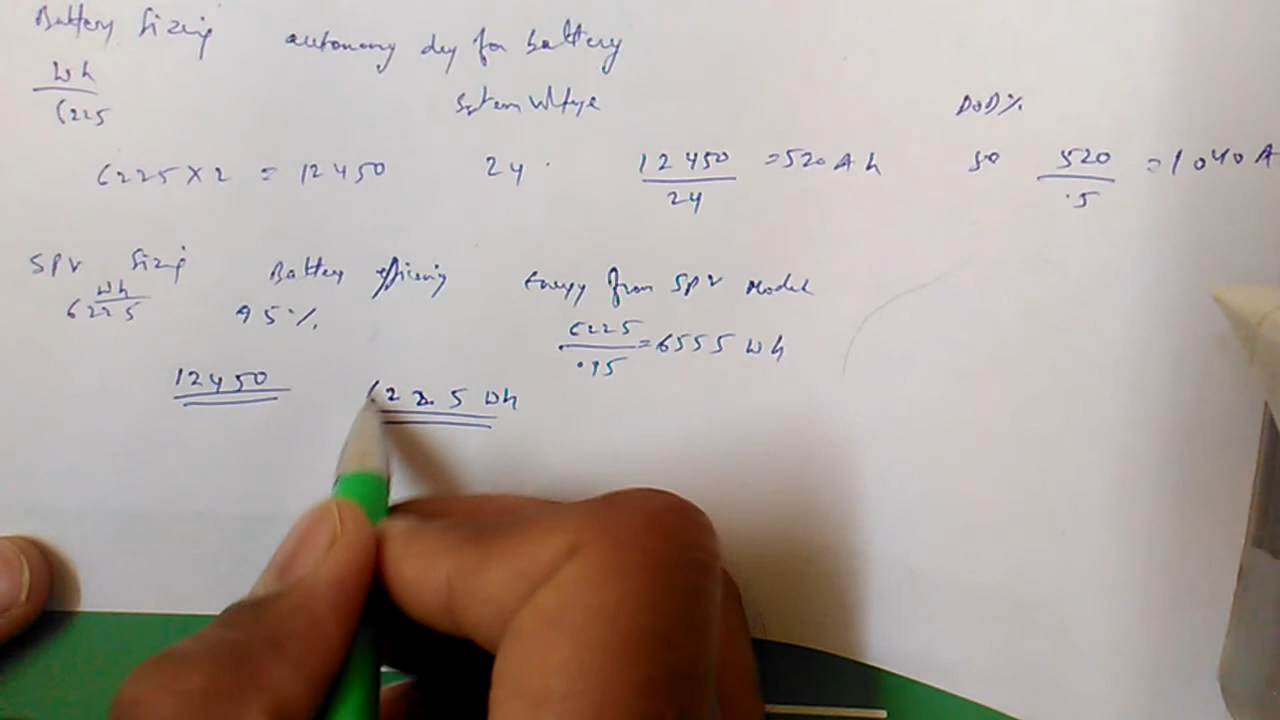 Battery Sizing autonomy day for battery
Wh
6225
System Voltage DoD%
6225 x 2 = 12450 24 12450/24 = 520 Ah 50 520/.5 = 1040 A
SPV Sizing Battery efficiency Energy from SPV Model
Wh
6225 95% 6225/.95 = 6555 Wh
12450 6225 Wh